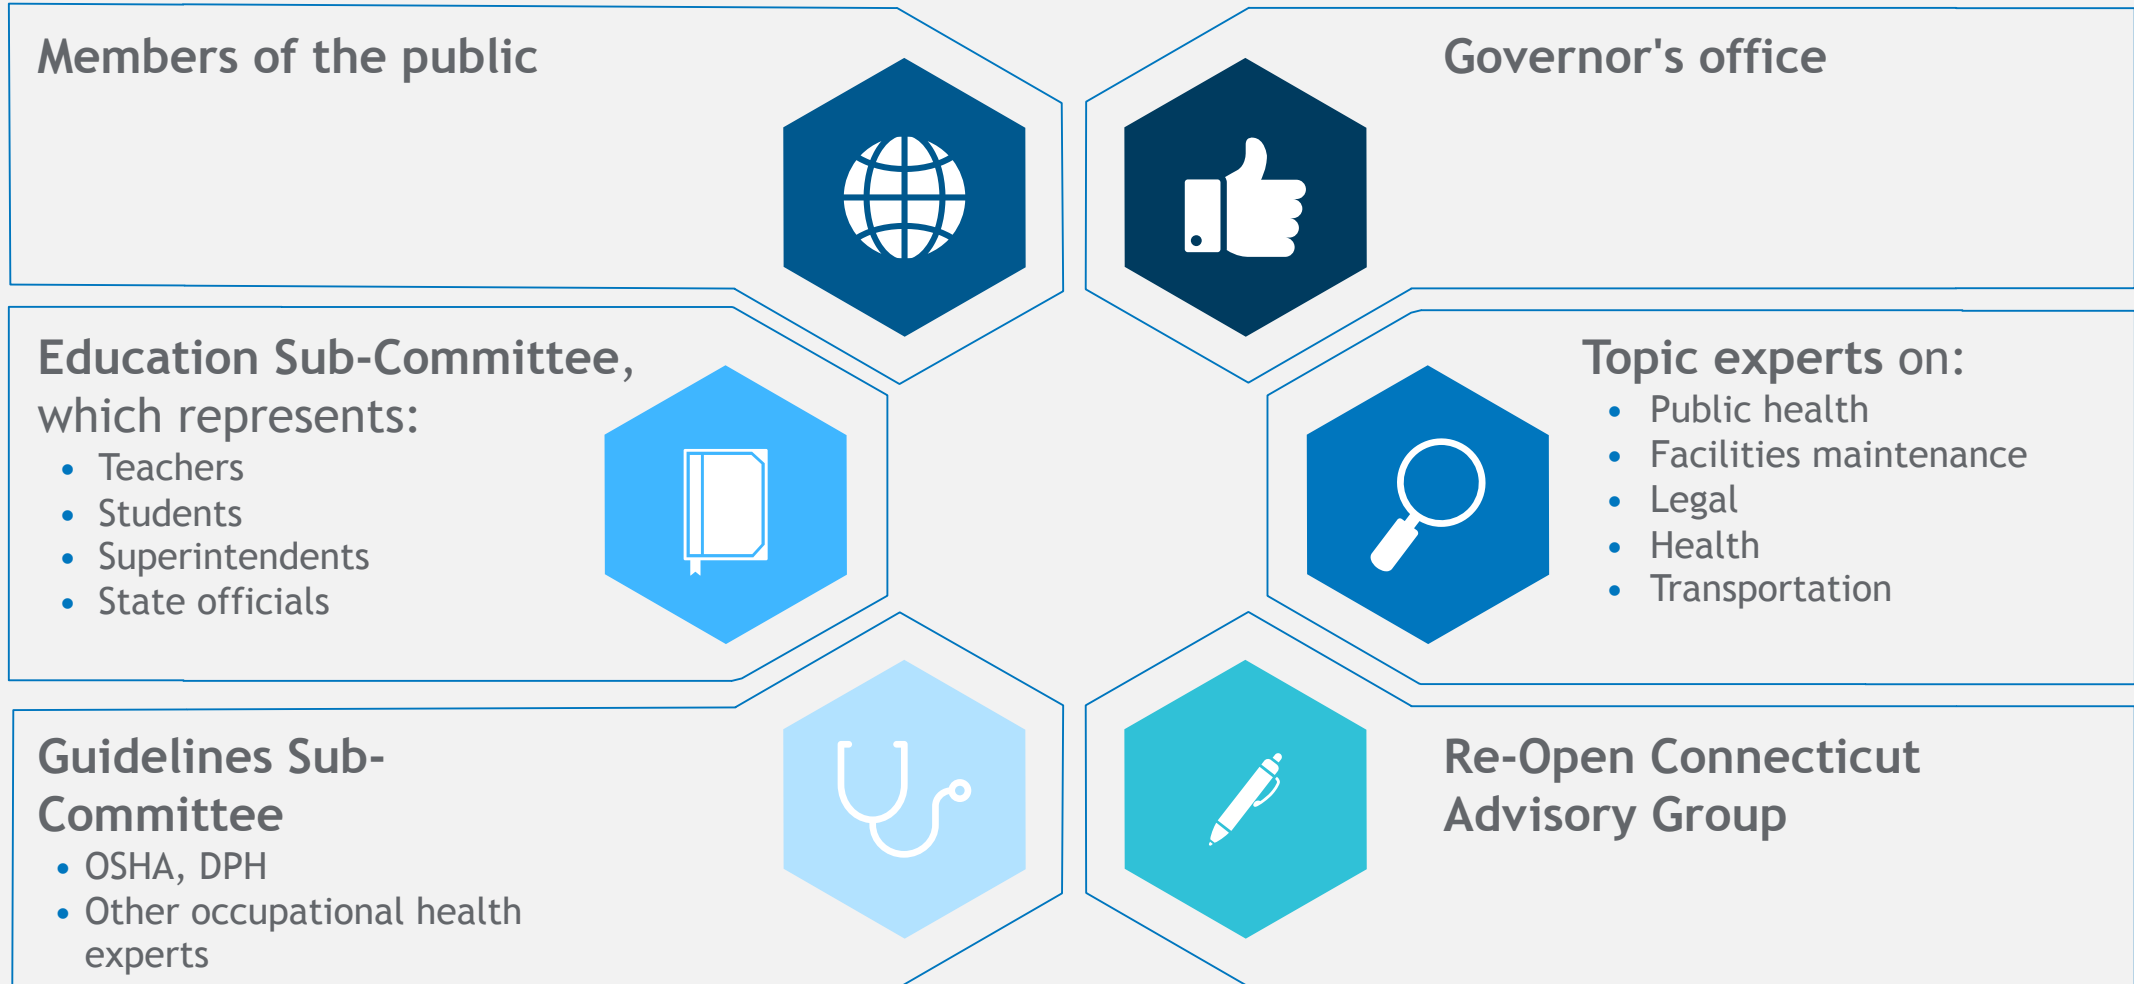 Members of the public
Governor's office
Education Sub-Committee,
which represents:
• Teachers
• Students
• Superintendents
• State officials
Topic experts on:
• Public health
• Facilities maintenance
• Legal
• Health
• Transportation
Guidelines Sub-
Committee
• OSHA, DPH
• Other occupational health
experts
Re-Open Connecticut
Advisory Group